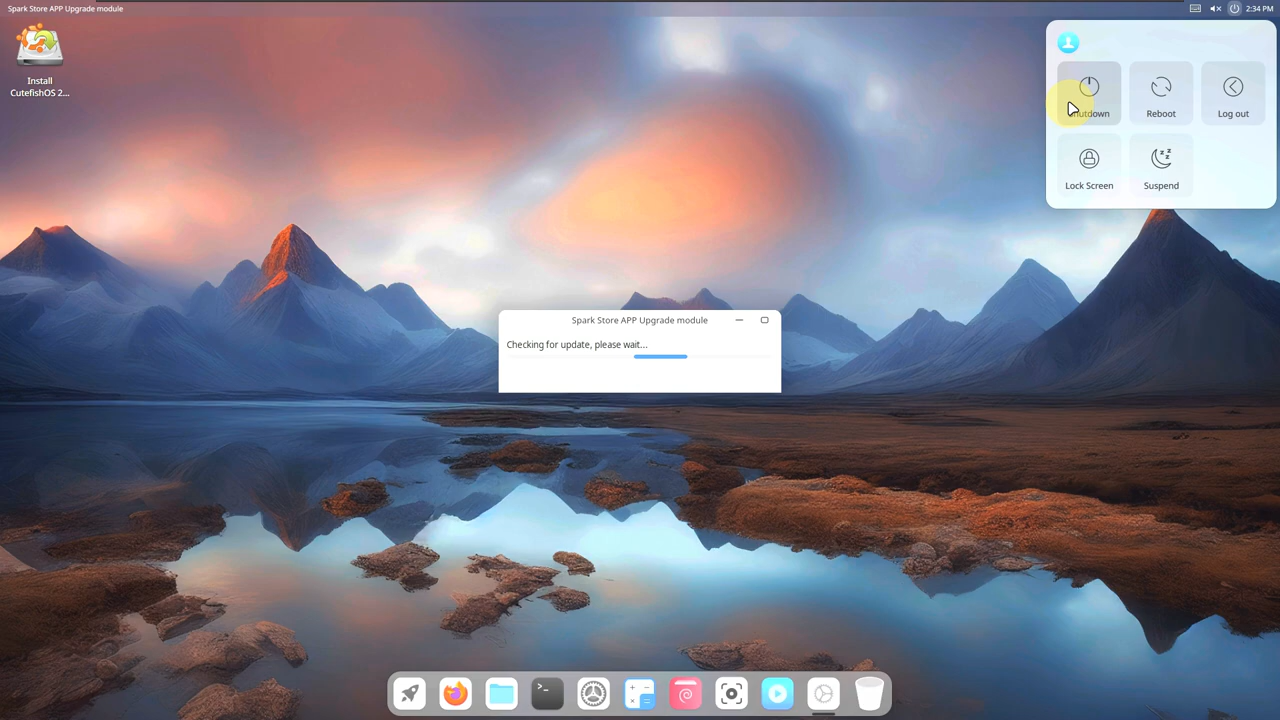 Spark Store APP Upgrade module
2:34 PM
Install
CutefishOS 2...
Shutdown
Reboot
Log out
Lock Screen
Suspend
Spark Store APP Upgrade module
Checking for update, please wait...